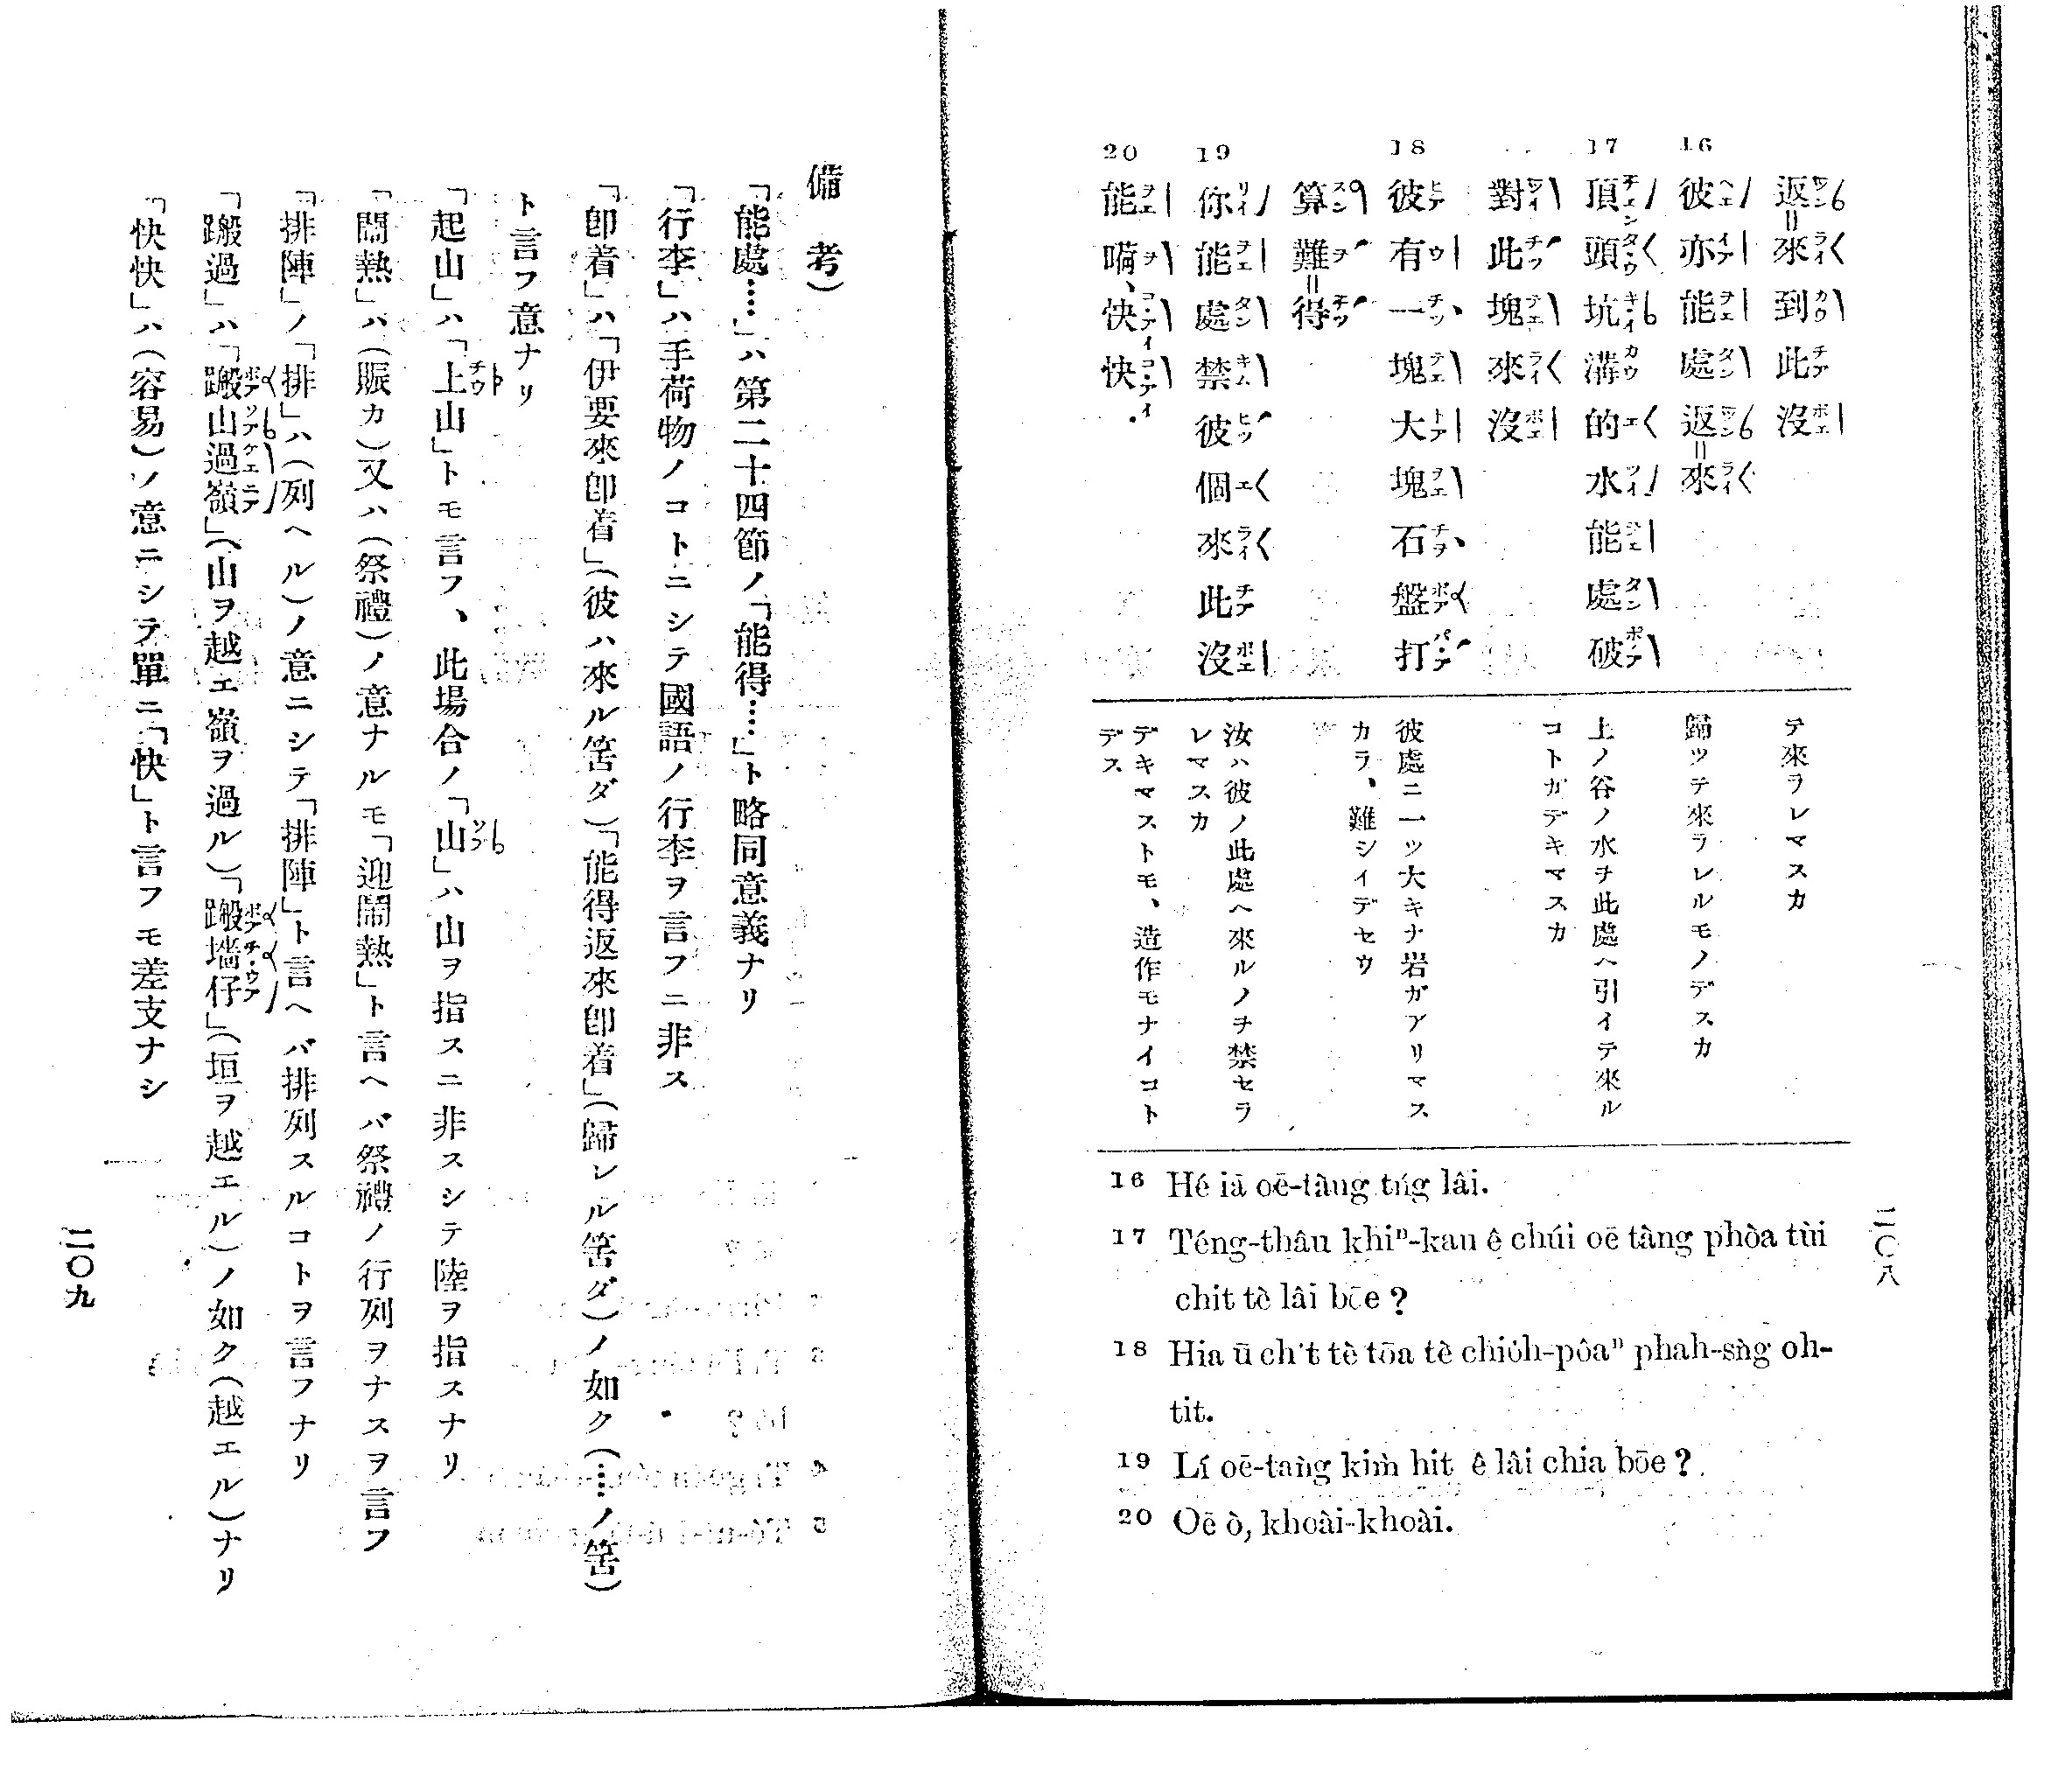 二〇八
返來到此沒
16 彼亦能處返來
17 頂頭坑溝的水能處破
對此塊來沒
18 彼有一塊大塊石盤打
算難得
19 你能處禁彼個來此沒
20 能嗬、快快.
テ來ラレマスカ
歸ツテ來ラレルモノデスカ
上ノ谷ノ水ヲ此處ヘ引イテ來ル
コトガデキマスカ
彼處ニ一ツ大キナ岩ガアリマス
カラ、難シイデセウ
汝ハ彼ノ此處ヘ來ルノヲ禁セラ
レマスカ
デキマストモ、造作モナイコト
デス
16 Hé iā oē-tàng tńg lâi.
17 Téng-thâu khiⁿ-kau ê chúi oē tàng phòa tùi
chit tè lâi bōe?
18 Hia ū chi̍t tè tōa tè chio̍h-pôaⁿ phah-sǹg oh-
tit.
19 Lí oē-tàng kìm hit ê lâi chia bōe?
20 Oē ò, khoài-khoài.
備考)
「能處……」ハ第二十四節ノ「能得……」ト略同意義ナリ
「行李」ハ手荷物ノコトニシテ國語ノ行李ヲ言フニ非ス
「卽着」ハ「伊要來卽着」(彼ハ來ル筈ダ)「能得返來卽着」(歸レル筈ダ)ノ如ク(……ノ筈)
ト言フ意ナリ
「起山」ハ「上山」トモ言フ、此場合ノ「山」ハ山ヲ指スニ非スシテ陸ヲ指スナリ
「鬧熱」ハ(賑カ)又ハ(祭禮)ノ意ナルモ「迎鬧熱」ト言ヘバ祭禮ノ行列ヲナスヲ言フ
「排陣」ノ「排」ハ(列ヘル)ノ意ニシテ「排陣」ト言ヘバ排列スルコトヲ言フナリ
「蹣過」ハ「蹣山過嶺」(山ヲ越エ嶺ヲ過ル)「蹣墻仔」(垣ヲ越エル)ノ如ク(越エル)ナリ
「快快」ハ(容易)ノ意ニシテ單ニ「快」ト言フモ差支ナシ
二〇九